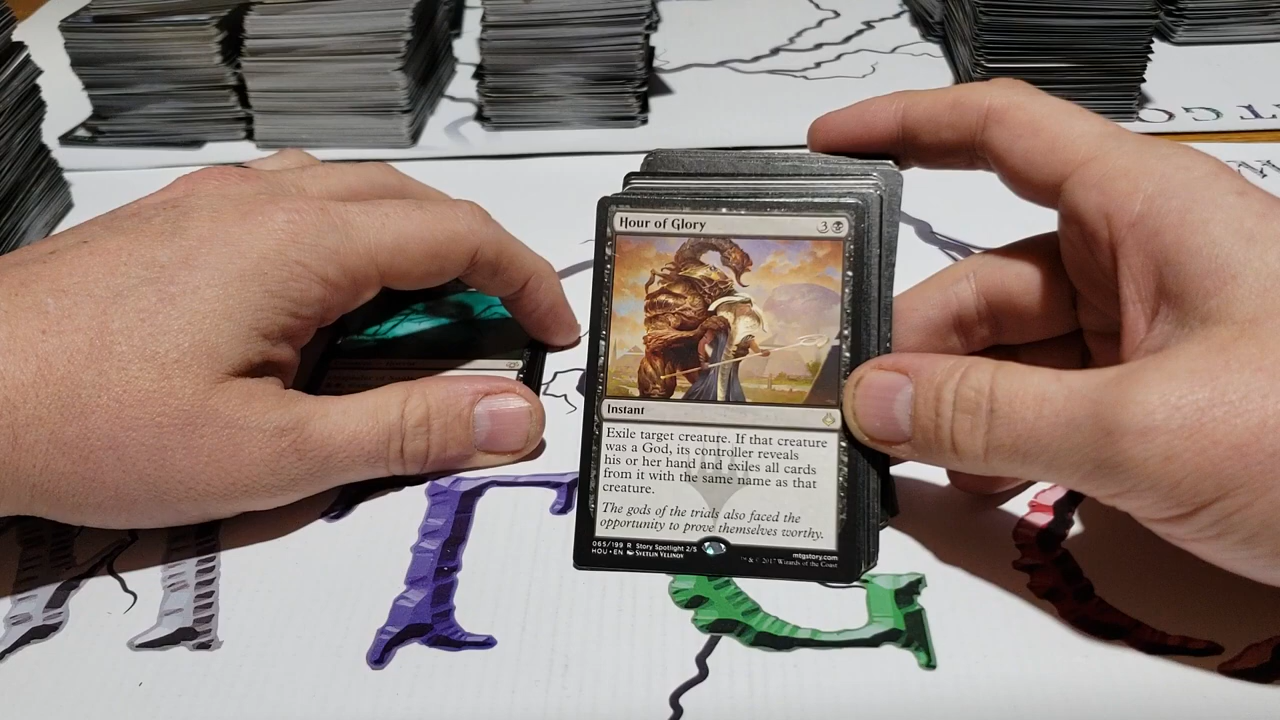 Hour of Glory 3
Instant
Exile target creature. If that creature
was a God, its controller reveals
his or her hand and exiles all cards
from it with the same name as that
creature.
The gods of the trials also faced the
opportunity to prove themselves worthy.
065/199 R Story Spotlight 2/5 mtgstory.com
HOU • EN Svetlin Velinov ™ & © 2017 Wizards of the Coast